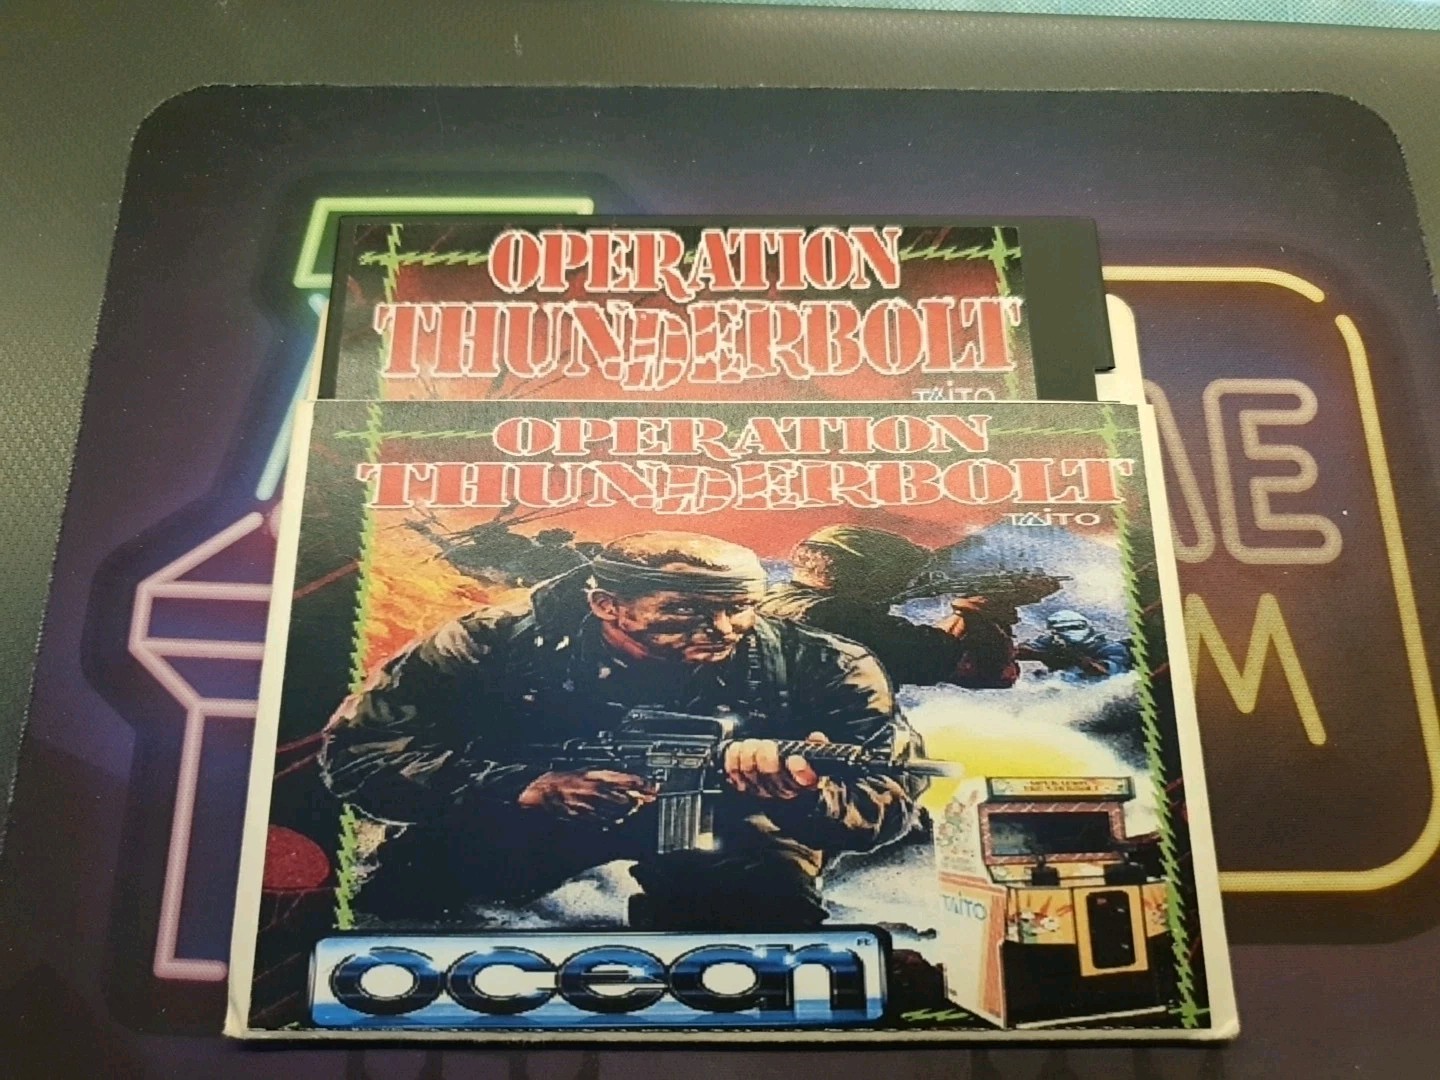 OPERATION
THUNDERBOLT
TAITO
OPERATION
THUNDERBOLT
TAITO
TAITO
ocean